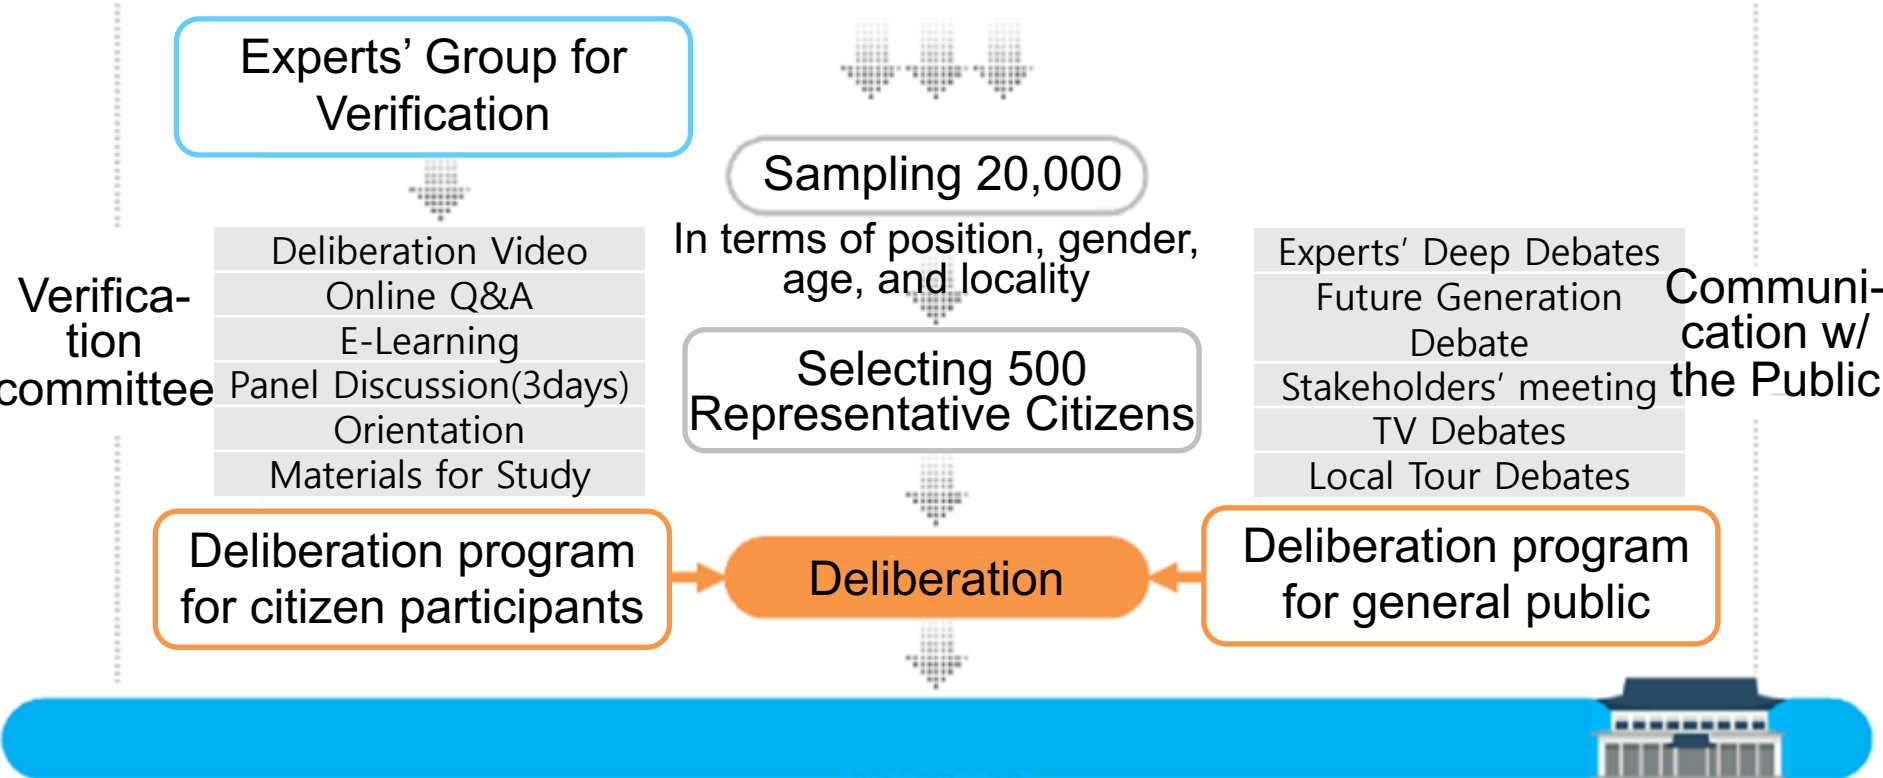 Experts’ Group for
Verification
Sampling 20,000
In terms of position, gender,
age, and locality
Selecting 500
Representative Citizens
Verifica-
tion
committee
Deliberation Video
Online Q&A
E-Learning
Panel Discussion(3days)
Orientation
Materials for Study
Experts’ Deep Debates
Future Generation
Debate
Stakeholders’ meeting
TV Debates
Local Tour Debates
Communi-
cation w/
the Public
Deliberation program
for citizen participants
Deliberation
Deliberation program
for general public